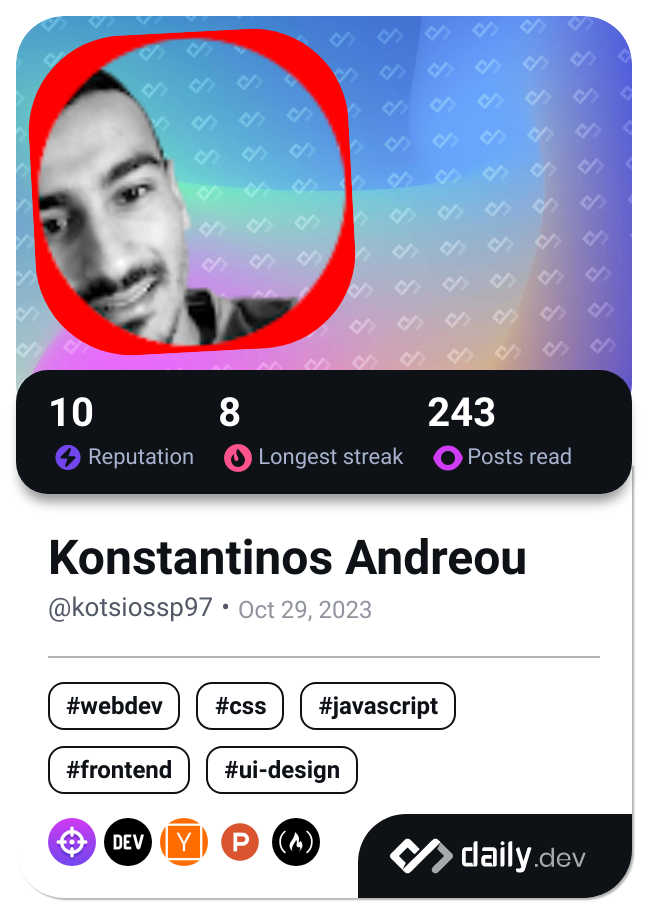 10 8 243
Reputation Longest streak Posts read
Konstantinos Andreou
@kotsiossp97 • Oct 29, 2023
#webdev #css #javascript
#frontend #ui-design
DEV Y P
daily.dev